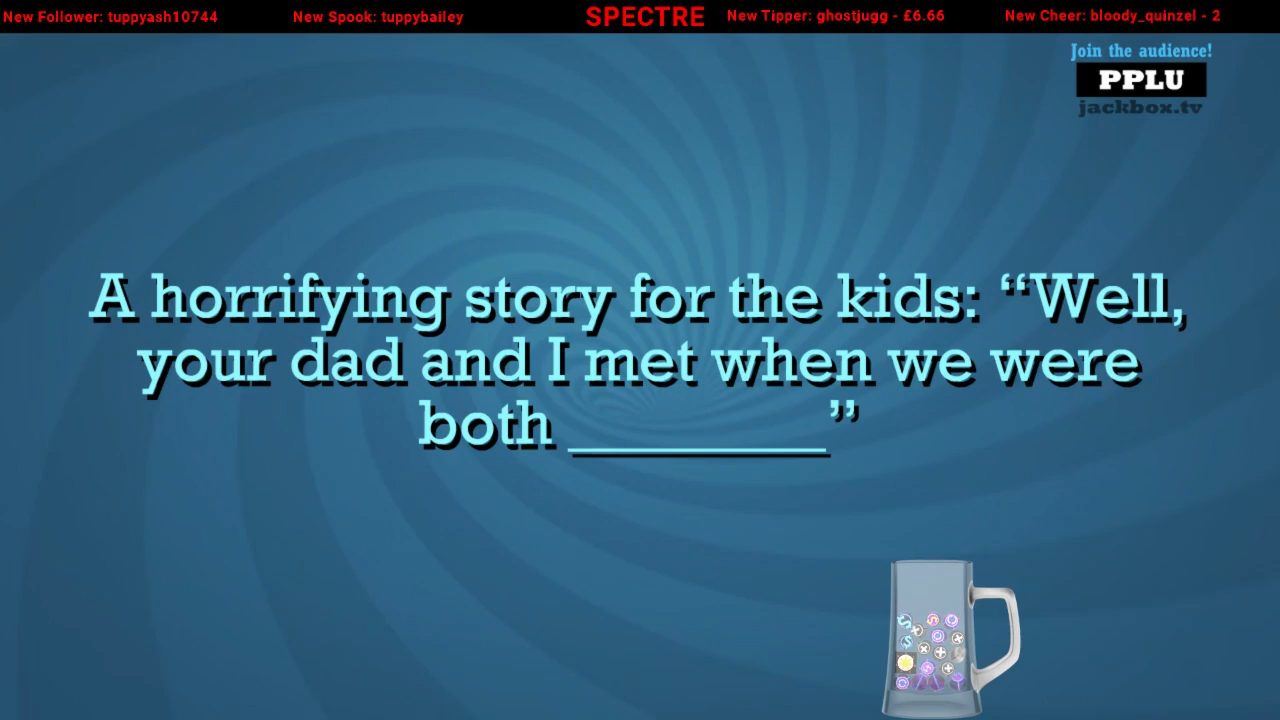 New Follower: tuppyash10744 New Spook: tuppybailey SPECTRE New Tipper: ghostjugg - £6.66 New Cheer: bloody_quinzel - 2
Join the audience!
PPLU
jackbox.tv
A horrifying story for the kids: “Well,
your dad and I met when we were
both ________”